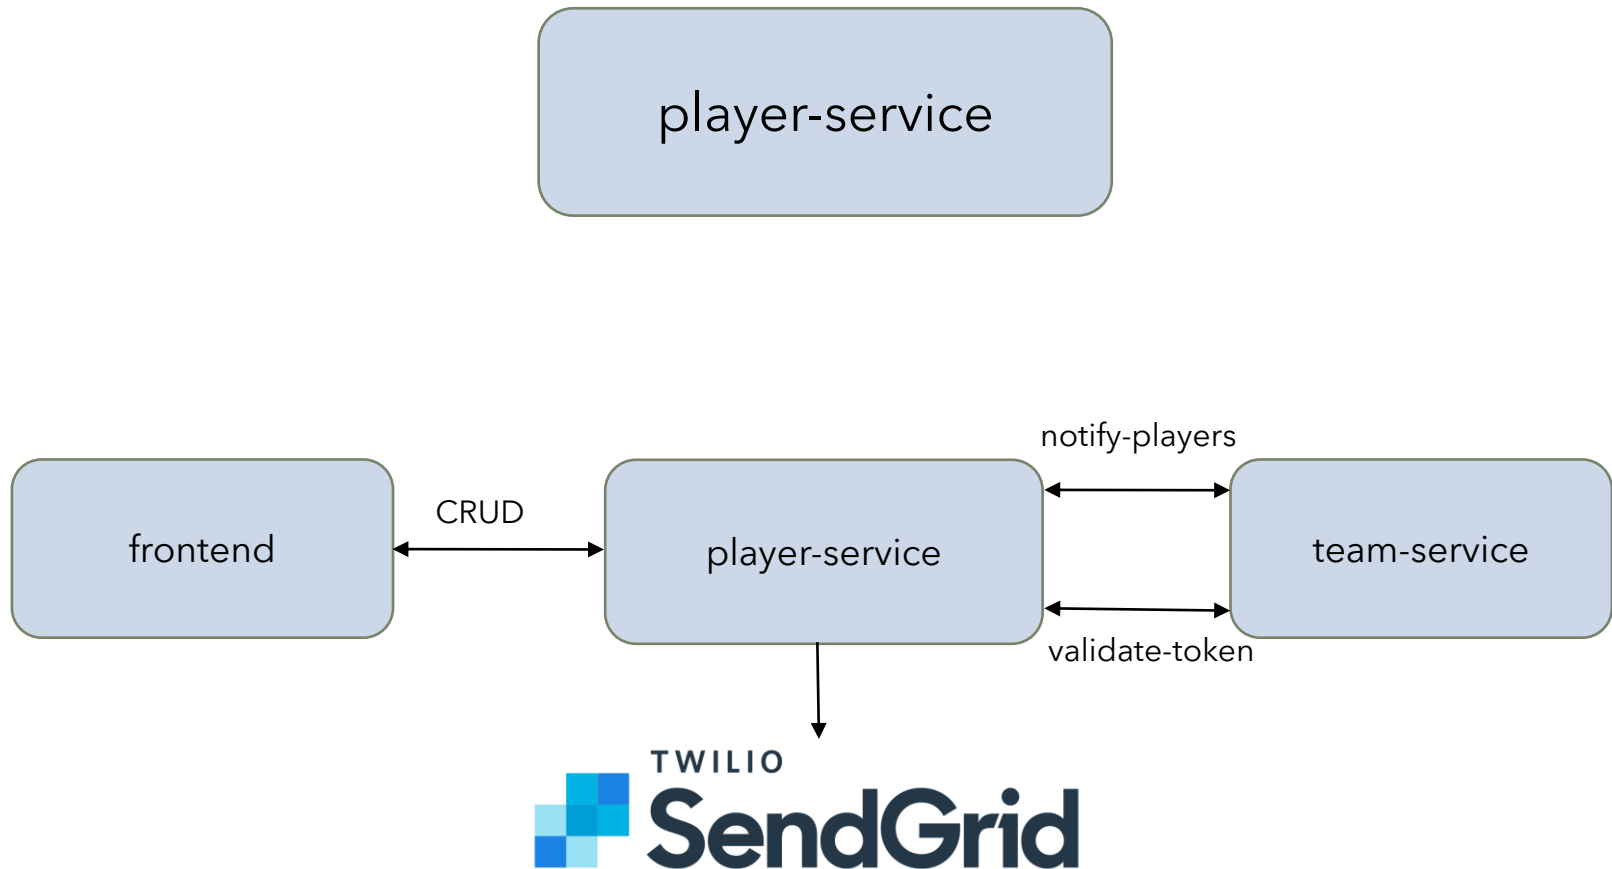 player-service
notify-players
CRUD
frontend
player-service
team-service
validate-token
TWILIO
SendGrid